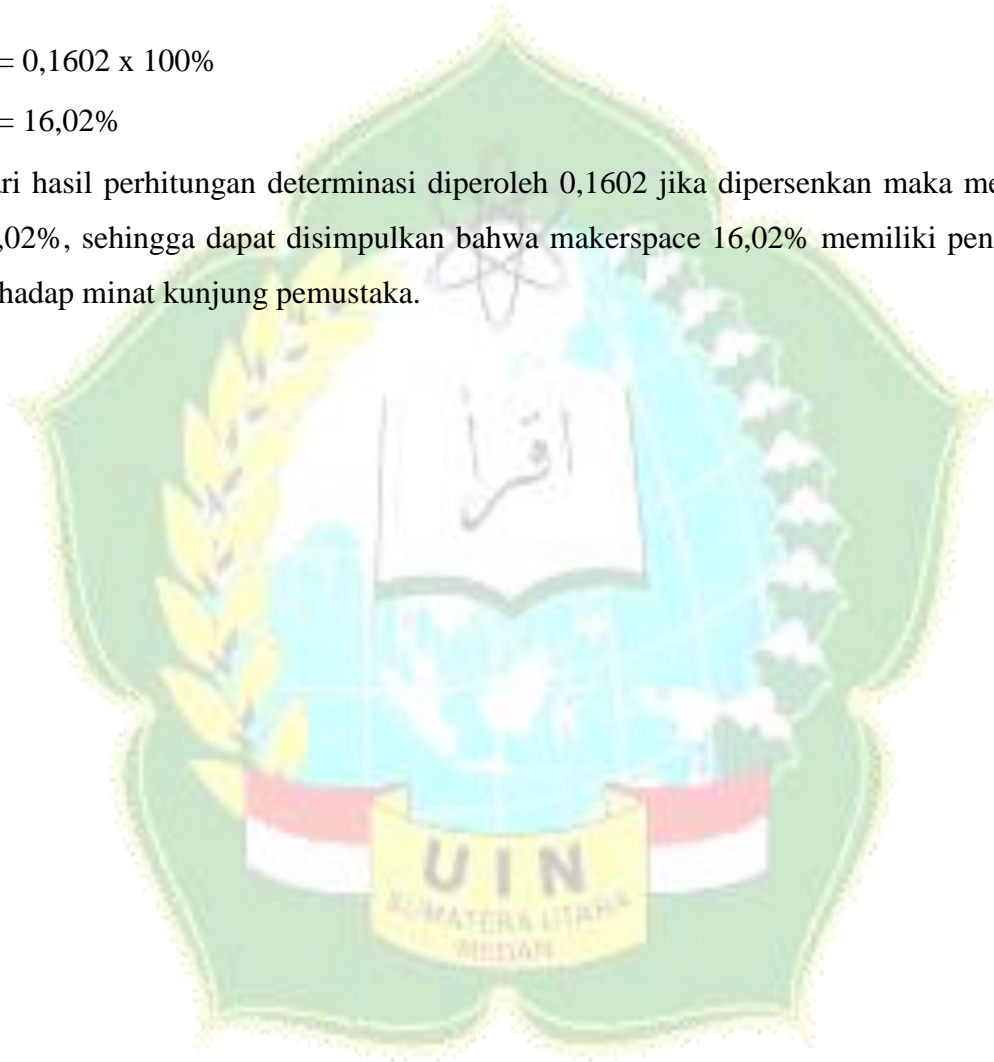 = 0,1602 x 100%
= 16,02%
ri hasil perhitungan determinasi diperoleh 0,1602 jika dipersenkan maka me
,02%, sehingga dapat disimpulkan bahwa makerspace 16,02% memiliki pen
hadap minat kunjung pemustaka.
اقرأ
UIN
SUMATERA UTARA
MEDAN